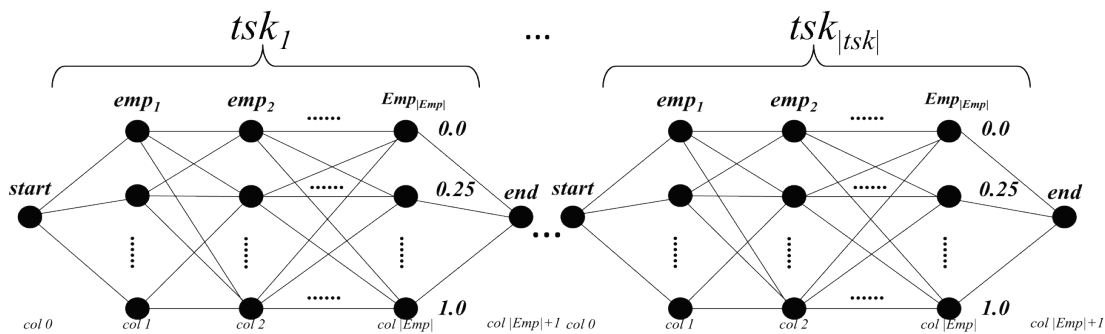 tsk1 ... tsk|tsk|
emp1 emp2 Emp|Emp| emp1 emp2 Emp|Emp|
...... 0.0 ...... 0.0
start ...... 0.25 end start ...... 0.25 end
...
...... 1.0 ...... 1.0
col 0 col 1 col 2 col |Emp| col |Emp|+1 col 0 col 1 col 2 col |Emp| col |Emp|+1